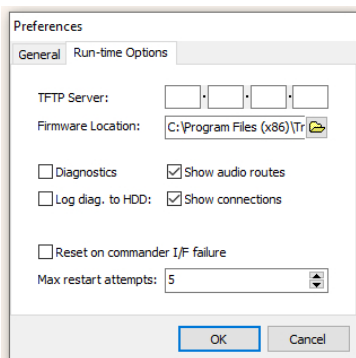 Preferences
General Run-time Options
TFTP Server: . . .
Firmware Location: C:\Program Files (x86)\Tr
Diagnostics Show audio routes
Log diag. to HDD: Show connections
Reset on commander I/F failure
Max restart attempts: 5
OK Cancel